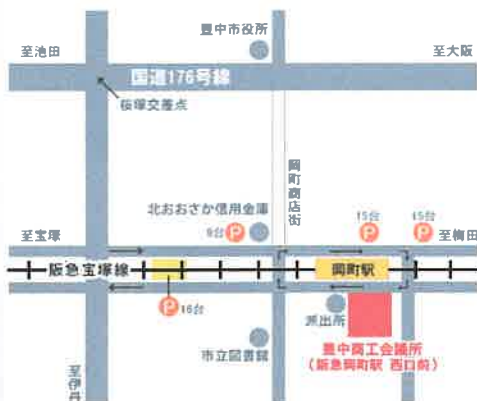 豊中市役所
至池田
至大阪
国道176号線
桜塚交差点
岡町商店街
北おおさか信用金庫
15台
15台
P
P
P
至宝塚
至梅田
阪急宝塚線
岡町駅
P
16台
派出所
市立図書館
豊中商工会議所
(阪急岡町駅 西口前)
至伊丹